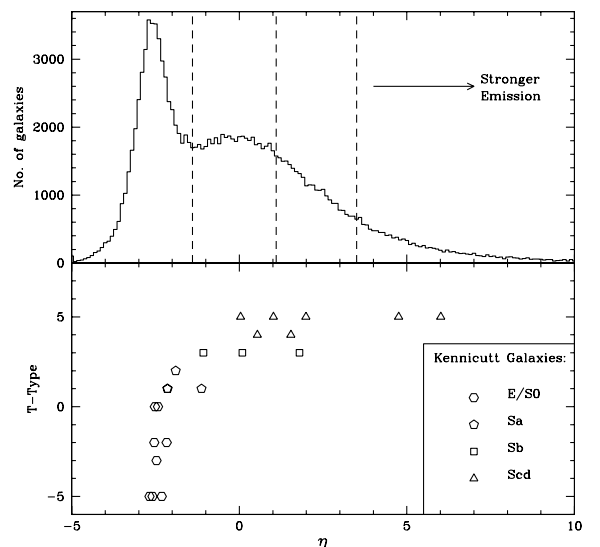 No. of galaxies
3000
2000
1000
0
Stronger
Emission
T-Type
5
0
-5
Kennicutt Galaxies:
E/S0
Sa
Sb
Scd
-5
0
5
10
η